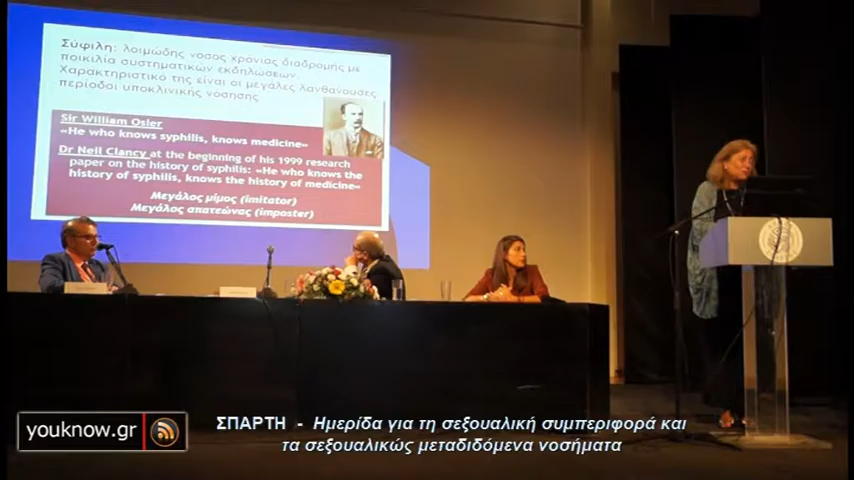 Σύφιλη: λοιμώδης νοσος χρόνιας διαδρομής με
ποικιλία συστηματικών εκδηλώσεων.
Χαρακτηριστικό της είναι οι μεγάλες λανθάνουσες
περίοδοι υποκλινικής νόσησης.
Sir William Osler
«He who knows syphilis, knows medicine»
Dr Neil Clancy at the beginning of his 1999 research
paper on the history of syphilis: «He who knows the
history of syphilis, knows the history of medicine«
Μεγάλος μίμος (imitator)
Μεγάλος απατεώνας (imposter)
youknow.gr
ΣΠΑΡΤΗ - Ημερίδα για τη σεξουαλική συμπεριφορά και
τα σεξουαλικώς μεταδιδόμενα νοσήματα